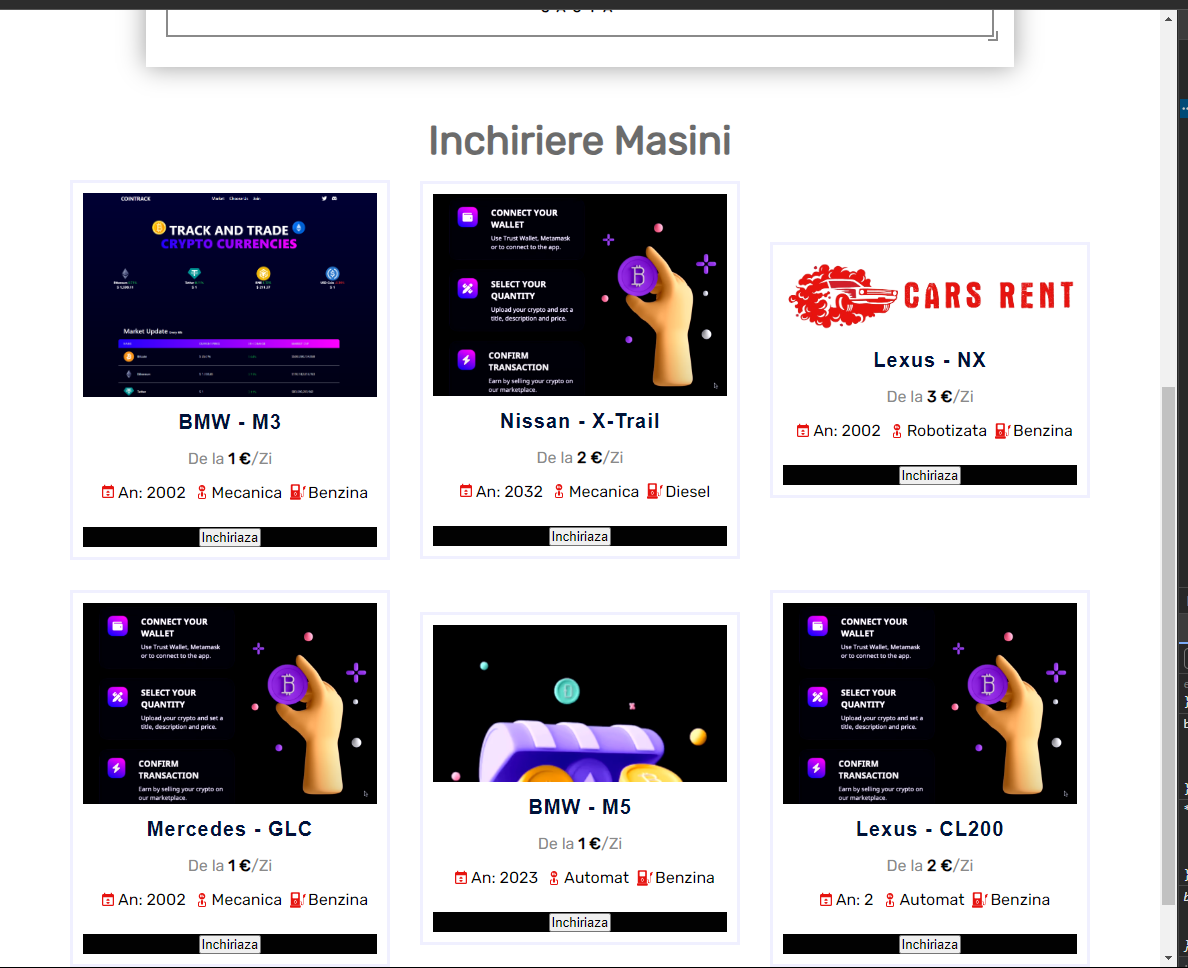 Inchiriere Masini
COINTRACK
Market Choose Us Join
TRACK AND TRADE
CRYPTO CURRENCIES
Market Update
BMW - M3
De la 1 €/Zi
An: 2002 Mecanica Benzina
Inchiriaza
CONNECT YOUR
WALLET
Use Trust Wallet, Metamask
or to connect to the app.
SELECT YOUR
QUANTITY
Upload your crypto and set a
title, description and price.
CONFIRM
TRANSACTION
Earn by selling your crypto on
our marketplace.
Nissan - X-Trail
De la 2 €/Zi
An: 2032 Mecanica Diesel
Inchiriaza
CARS RENT
Lexus - NX
De la 3 €/Zi
An: 2002 Robotizata Benzina
Inchiriaza
CONNECT YOUR
WALLET
Use Trust Wallet, Metamask
or to connect to the app.
SELECT YOUR
QUANTITY
Upload your crypto and set a
title, description and price.
CONFIRM
TRANSACTION
Earn by selling your crypto on
our marketplace.
Mercedes - GLC
De la 1 €/Zi
An: 2002 Mecanica Benzina
Inchiriaza
BMW - M5
De la 1 €/Zi
An: 2023 Automat Benzina
Inchiriaza
CONNECT YOUR
WALLET
Use Trust Wallet, Metamask
or to connect to the app.
SELECT YOUR
QUANTITY
Upload your crypto and set a
title, description and price.
CONFIRM
TRANSACTION
Earn by selling your crypto on
our marketplace.
Lexus - CL200
De la 2 €/Zi
An: 2 Automat Benzina
Inchiriaza